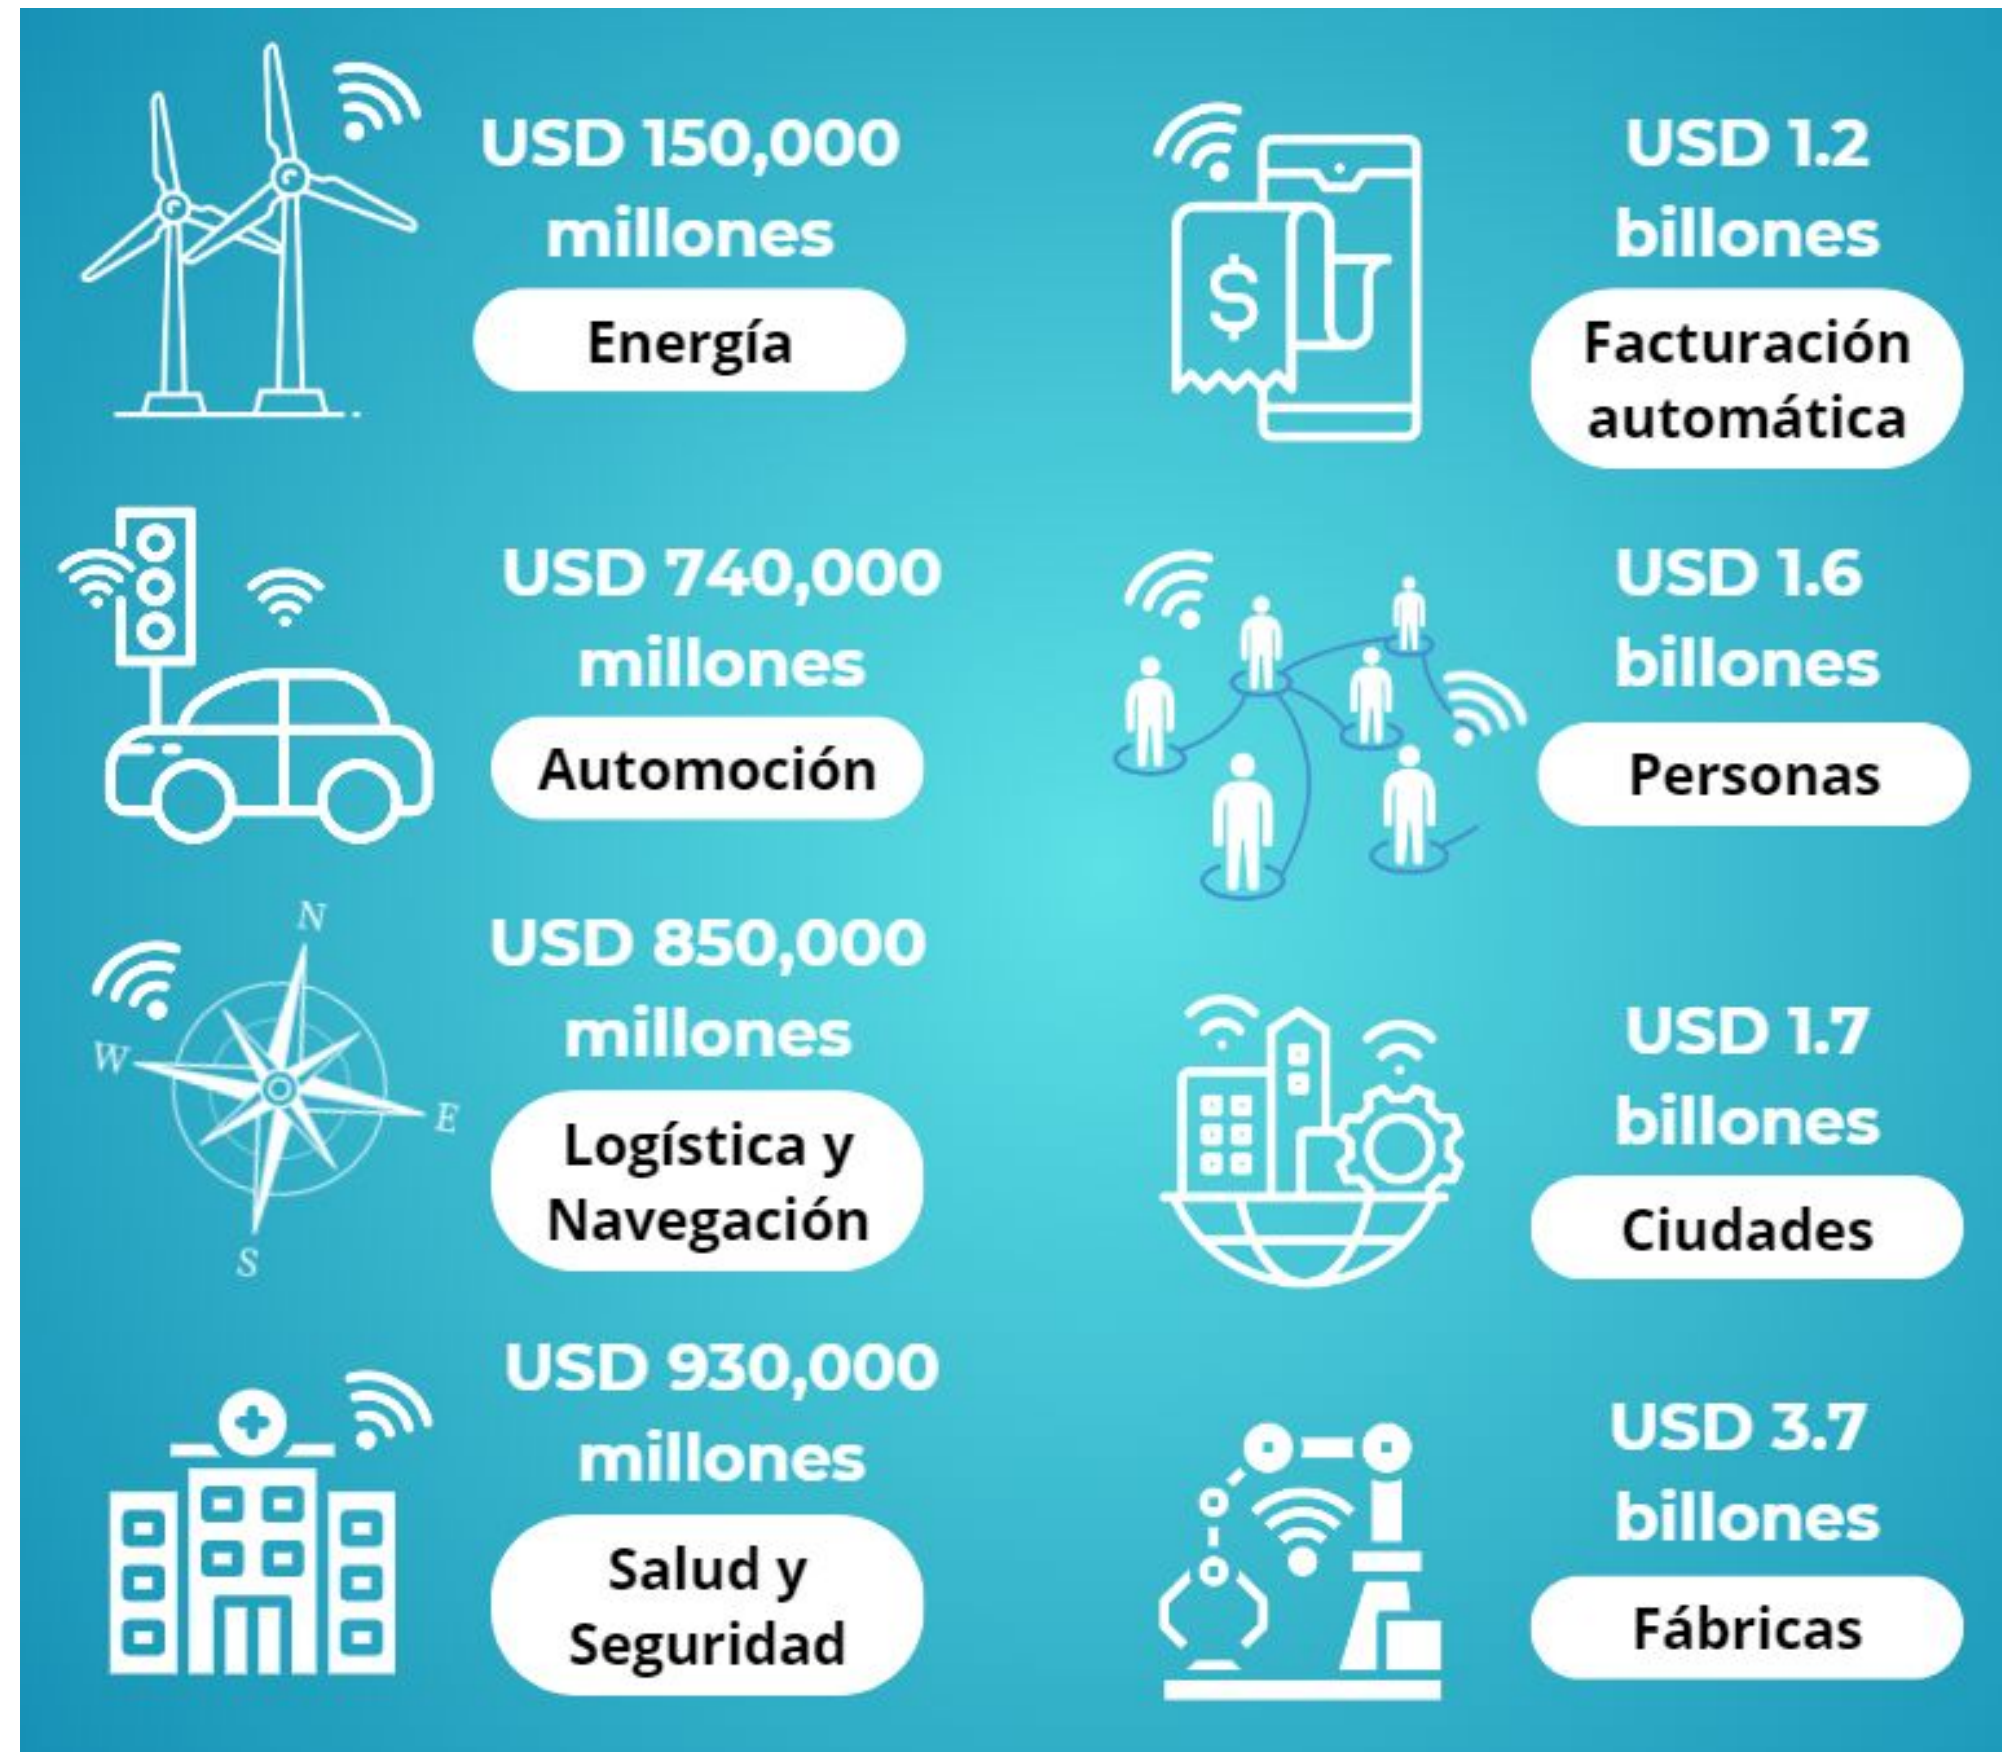 USD 150,000
millones
Energía
USD 740,000
millones
Automoción
N
W
E
S
USD 850,000
millones
Logística y
Navegación
USD 930,000
millones
Salud y
Seguridad
$
USD 1.2
billones
Facturación
automática
USD 1.6
billones
Personas
USD 1.7
billones
Ciudades
USD 3.7
billones
Fábricas